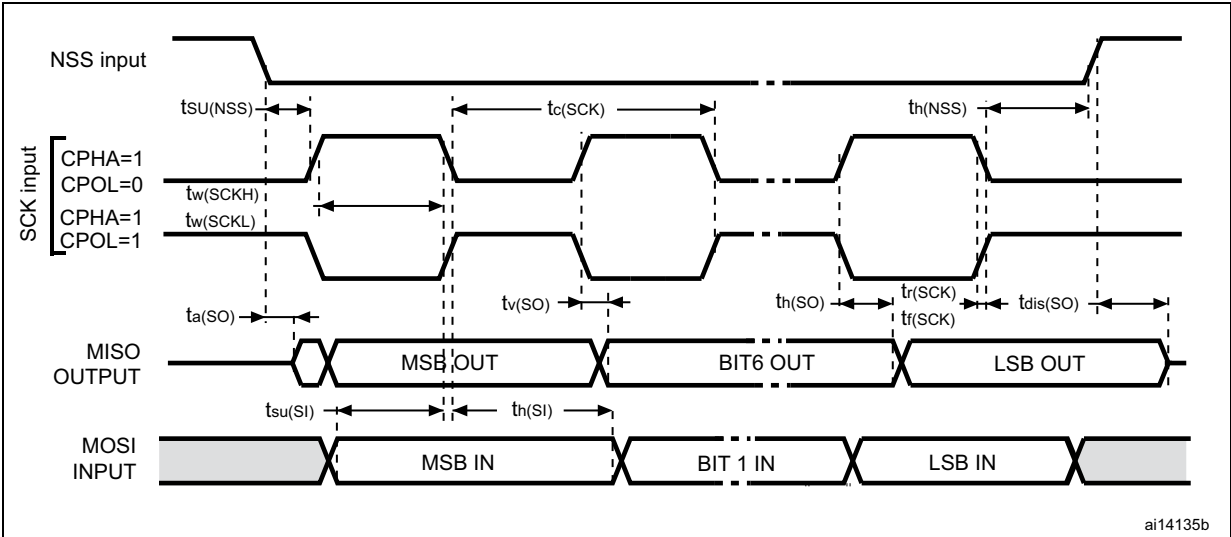 NSS input
tSU(NSS)
tc(SCK)
th(NSS)
SCK input
CPHA=1
CPOL=0
tw(SCKH)
CPHA=1
tw(SCKL)
CPOL=1
ta(SO)
tv(SO)
th(SO)
tr(SCK)
tf(SCK)
tdis(SO)
MISO
OUTPUT
MSB OUT
BIT6 OUT
LSB OUT
tsu(SI)
th(SI)
MOSI
INPUT
MSB IN
BIT 1 IN
LSB IN
ai14135b